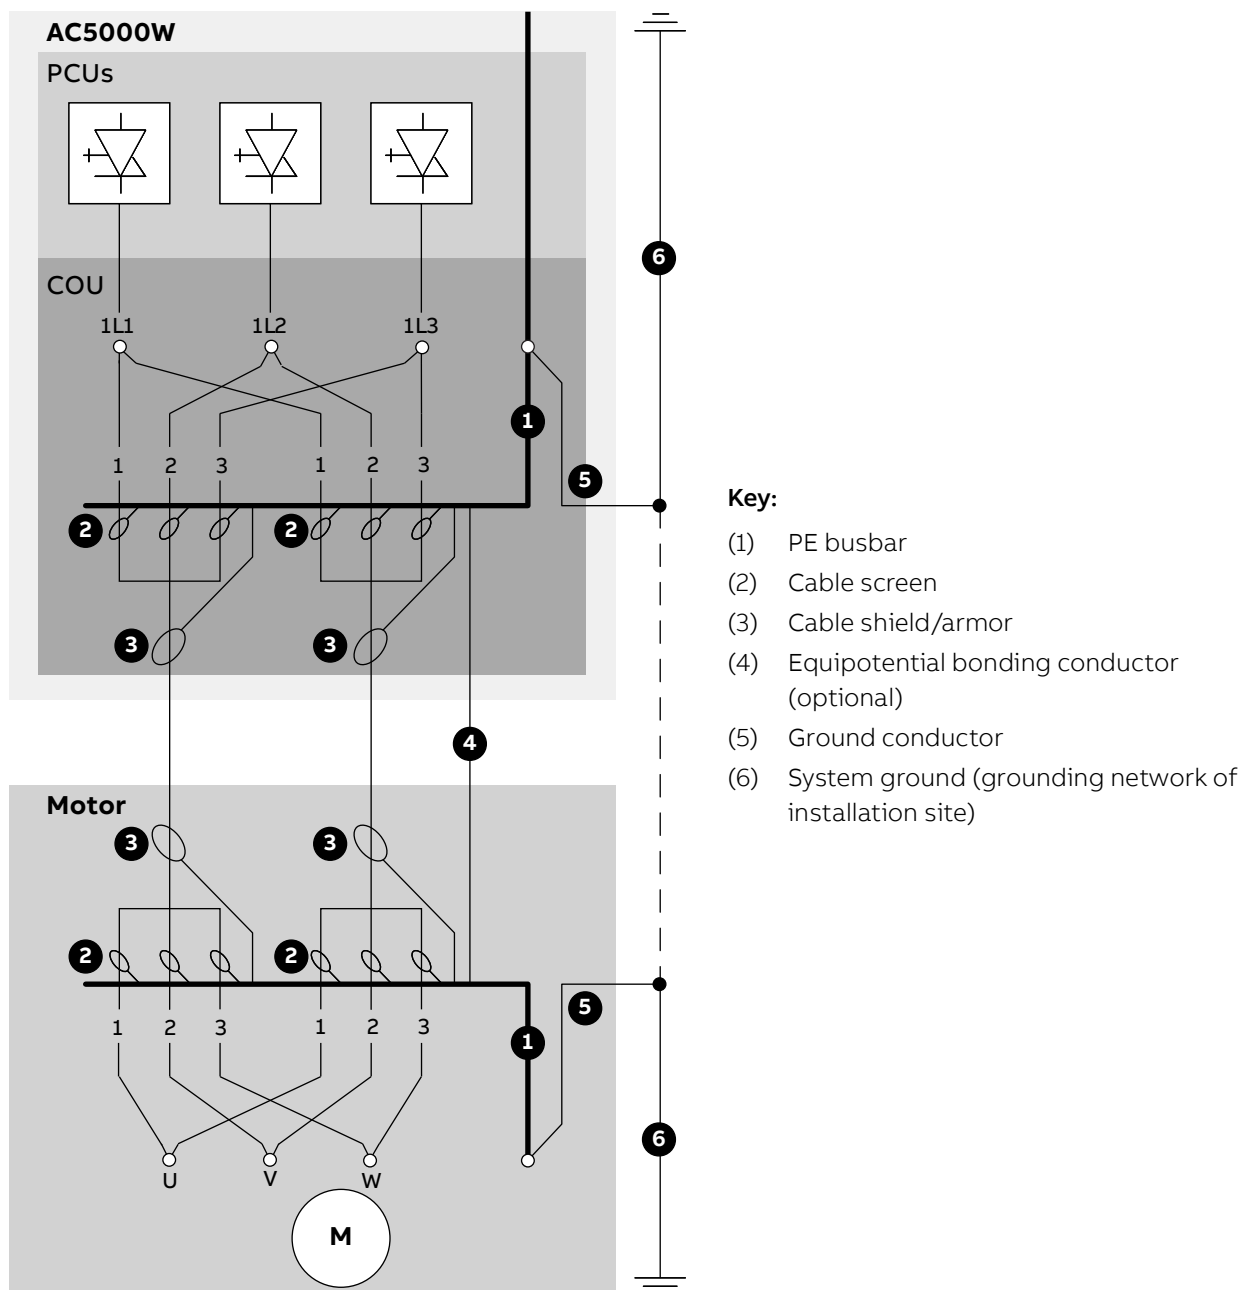 AC5000W
PCUs
6
COU
1L1 1L2 1L3
1
1 2 3 1 2 3
5
2 2
3 3
4
Key:
(1) PE busbar
(2) Cable screen
(3) Cable shield/armor
(4) Equipotential bonding conductor
(optional)
(5) Ground conductor
(6) System ground (grounding network of
installation site)
Motor
3 3
2 2
5
1 2 3 1 2 3
1
6
U V W
M